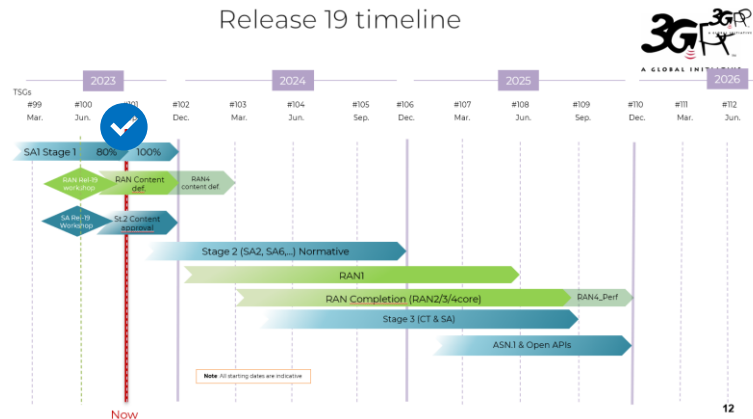 Release 19 timeline
3GPP
A GLOBAL INITIATIVE
2023
2024
2025
2026
TSGs
#99
#100
#101
#102
#103
#104
#105
#106
#107
#108
#109
#110
#111
#112
Mar.
Jun.
Dec.
Mar.
Jun.
Sep.
Dec.
Mar.
Jun.
Sep.
Dec.
Mar.
Jun.
SA1 Stage 1
80%
100%
RAN Rel-19
workshop
RAN Content
def.
RAN4
content def.
SA Rel-19
Workshop
St.2 Content
approval
Stage 2 (SA2, SA6,...) Normative
RAN1
RAN Completion (RAN2/3/4core)
RAN4_Perf
Stage 3 (CT & SA)
ASN.1 & Open APIs
Note All starting dates are indicative
Now
12